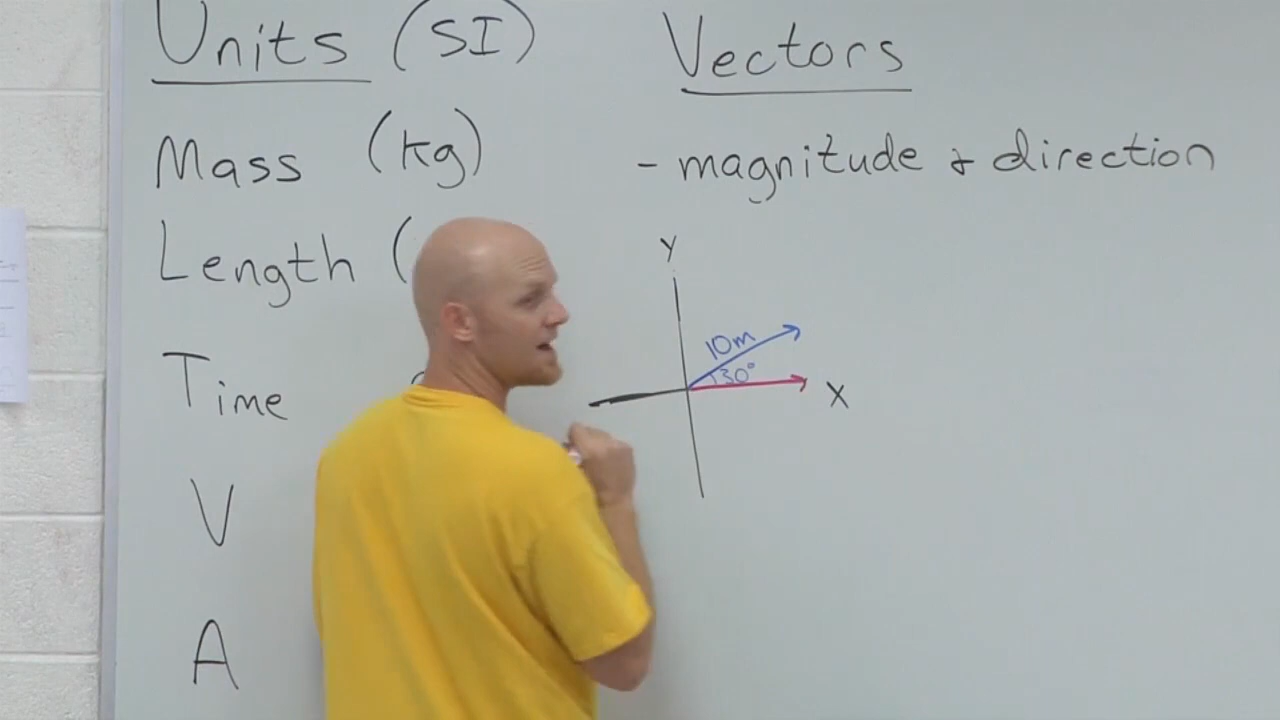 Units (SI)
Mass (kg)
Length (
Time
V
A
Vectors
- magnitude & direction
Y
10m
30°
X